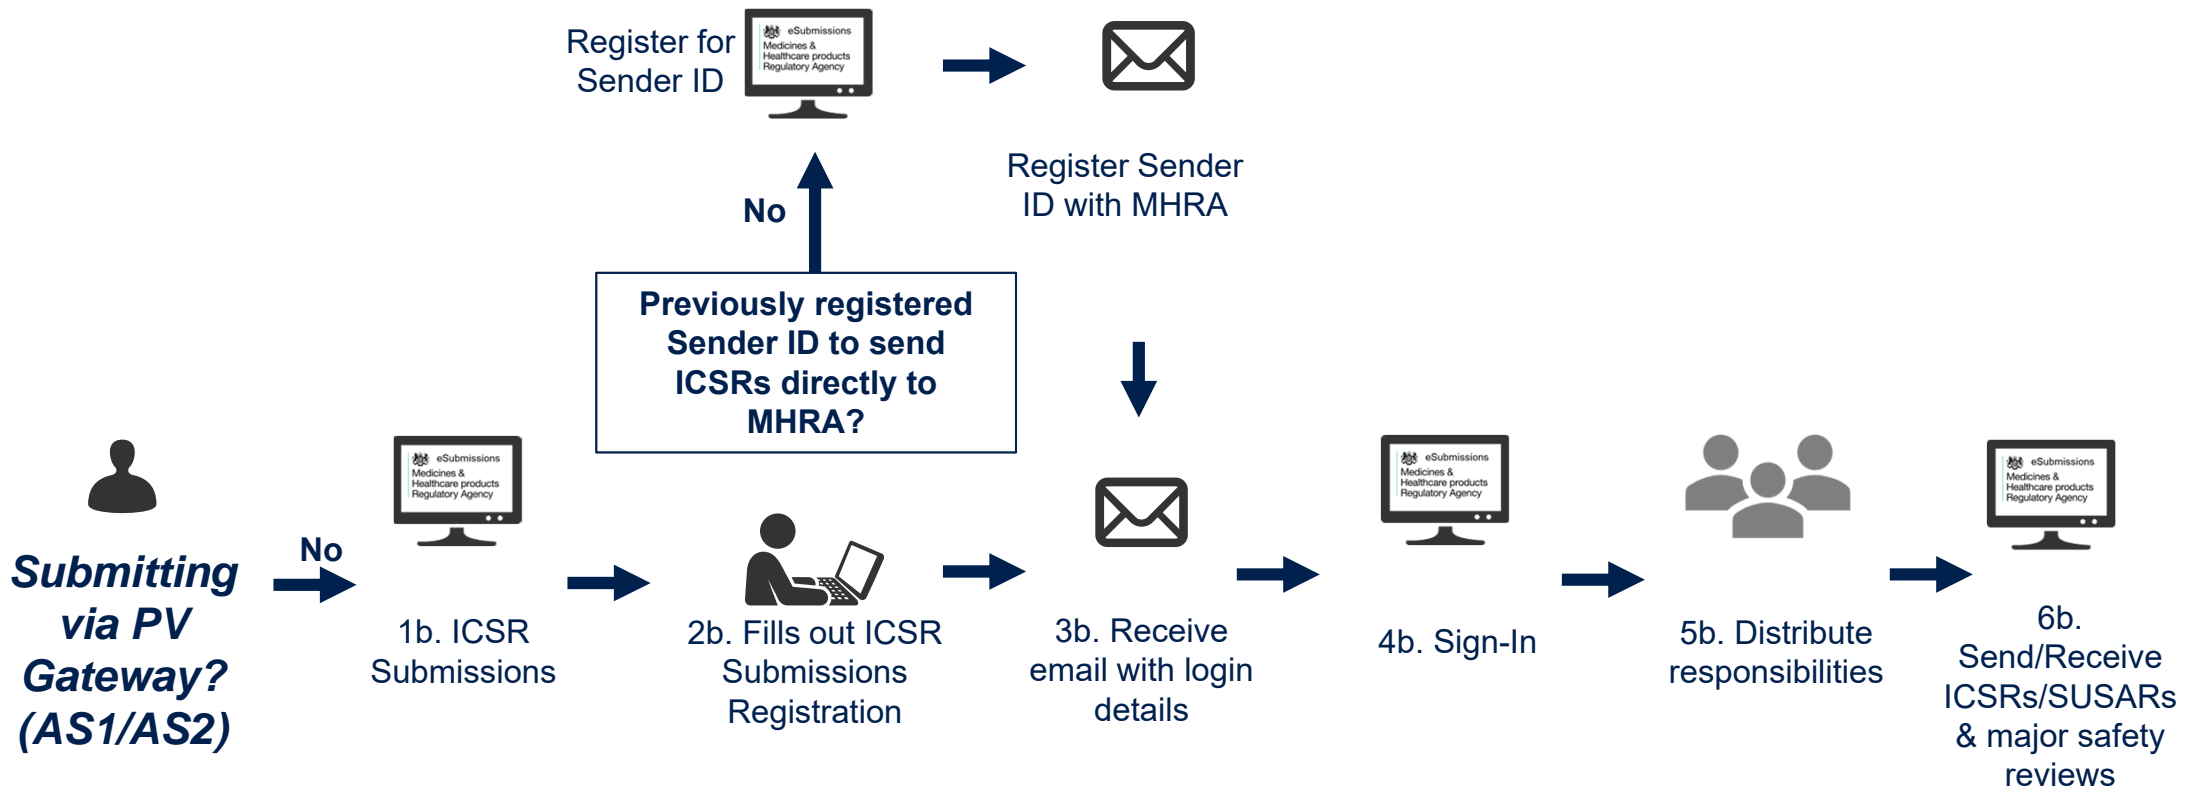 Register for
Sender ID
eSubmissions
Medicines &
Healthcare products
Regulatory Agency
Register Sender
ID with MHRA
No
Previously registered
Sender ID to send
ICSRs directly to
MHRA?
Submitting
via PV
Gateway?
(AS1/AS2)
No
eSubmissions
Medicines &
Healthcare products
Regulatory Agency
1b. ICSR
Submissions
2b. Fills out ICSR
Submissions
Registration
3b. Receive
email with login
details
eSubmissions
Medicines &
Healthcare products
Regulatory Agency
4b. Sign-In
5b. Distribute
responsibilities
eSubmissions
Medicines &
Healthcare products
Regulatory Agency
6b.
Send/Receive
ICSRs/SUSARs
& major safety
reviews